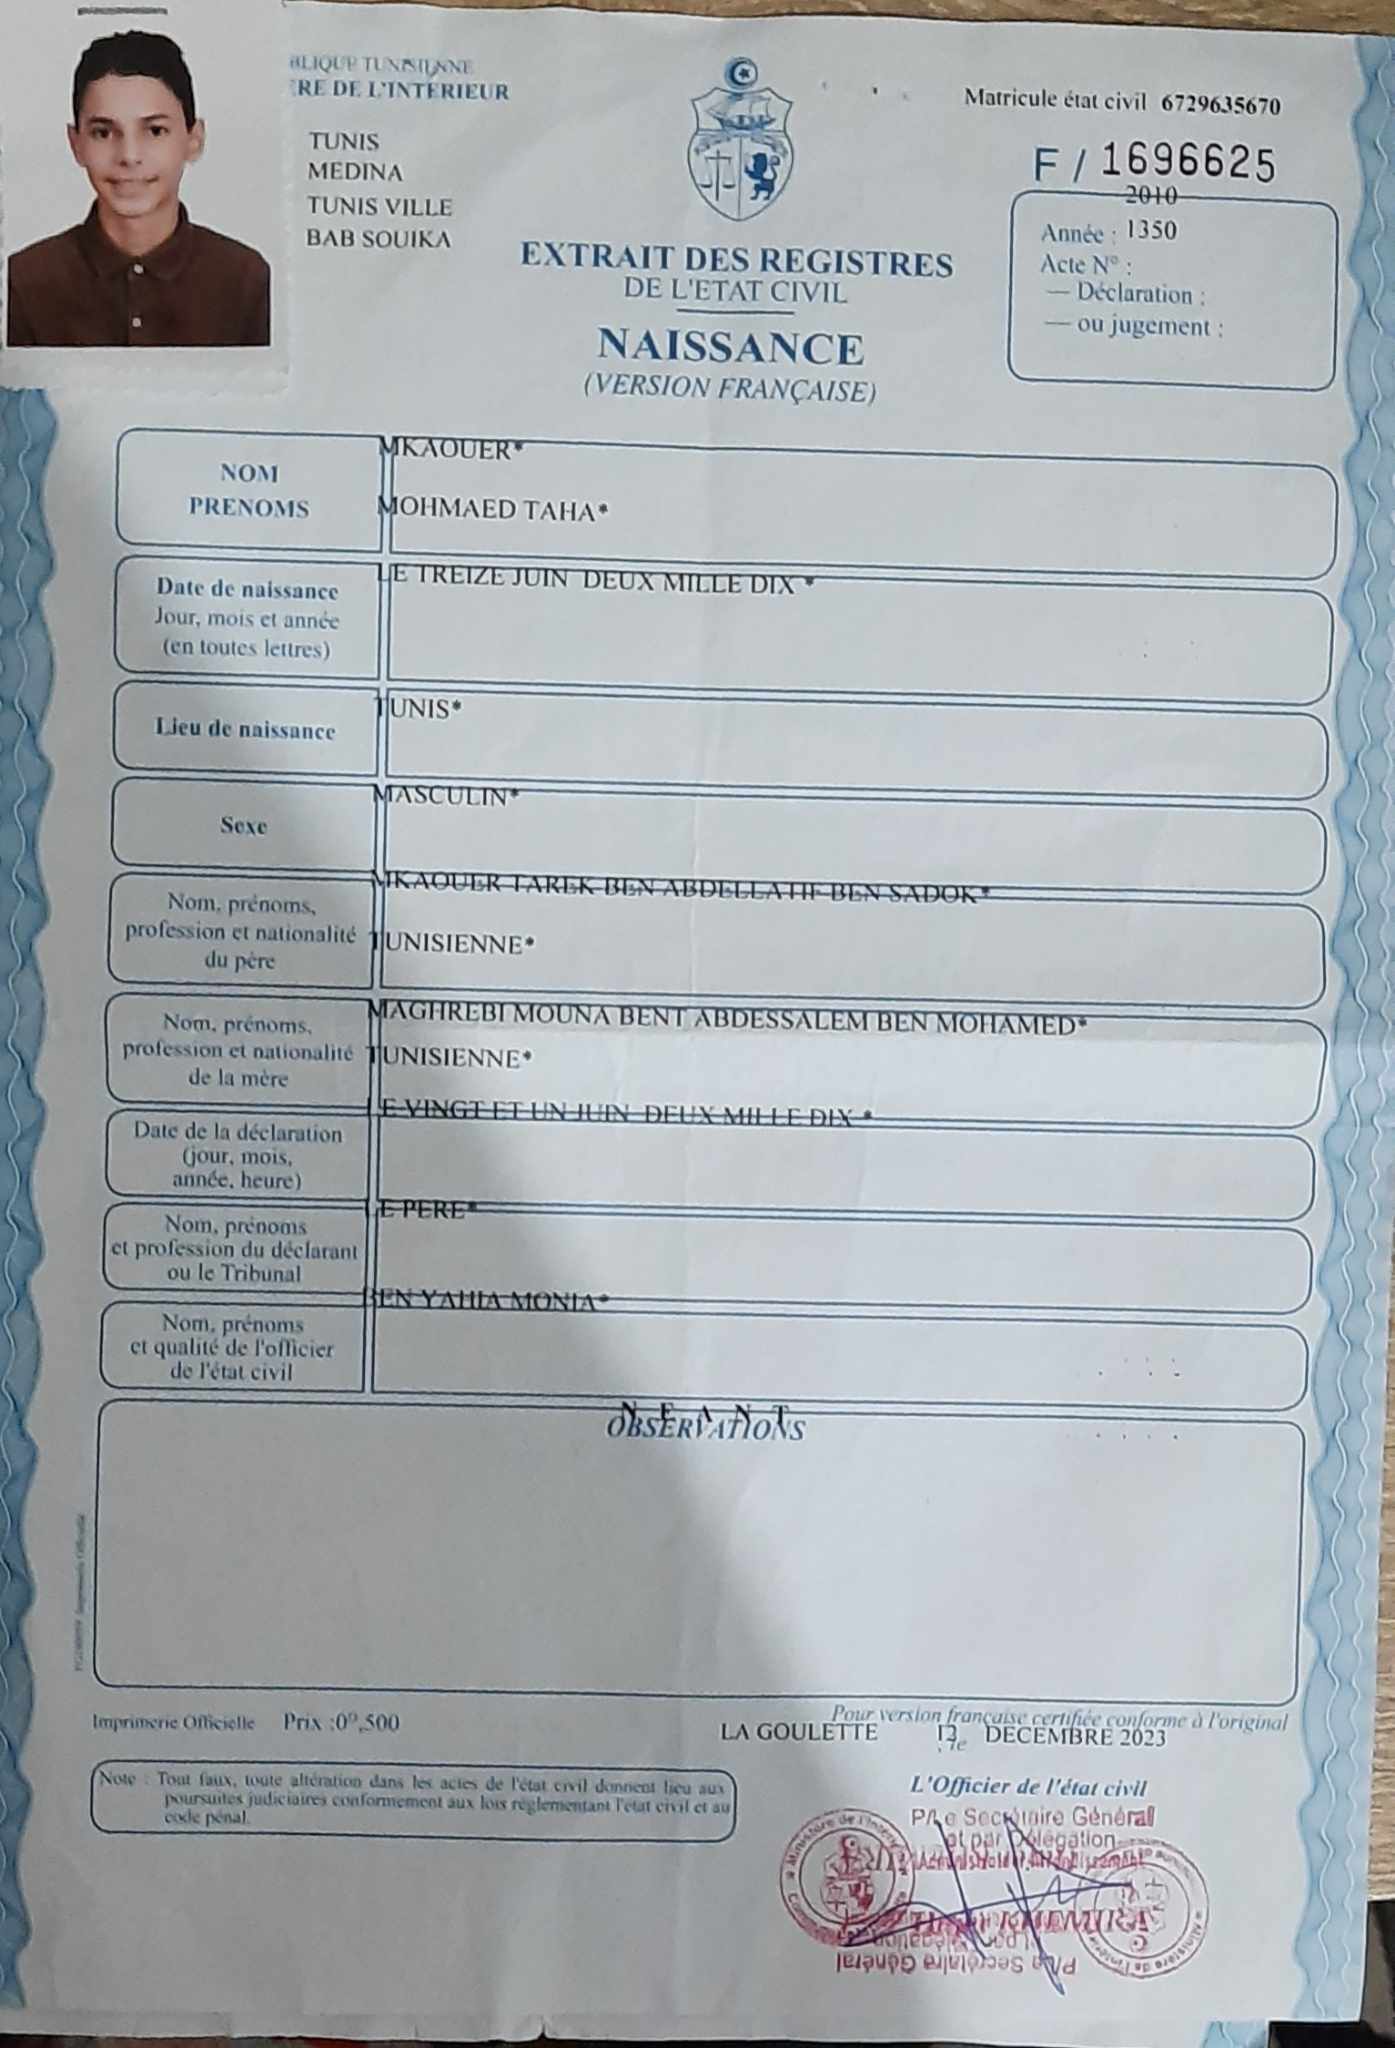 BLIQUE TUNISIENNE
RE DE L'INTERIEUR
TUNIS
MEDINA
TUNIS VILLE
BAB SOUIKA
Matricule état civil 6729635670
F / 1696625
2010
Année : 1350
Acte N° :
— Déclaration :
— ou jugement :
EXTRAIT DES REGISTRES
DE L'ETAT CIVIL
NAISSANCE
(VERSION FRANÇAISE)
NOM
PRENOMS
MKAOUER*
MOHMAED TAHA*
Date de naissance
Jour, mois et année
(en toutes lettres)
LE TREIZE JUIN DEUX MILLE DIX *
Lieu de naissance
TUNIS*
Sexe
MASCULIN*
Nom, prénoms,
profession et nationalité
du père
MKAOUER TAREK BEN ABDELLATIF BEN SADOK*
TUNISIENNE*
Nom, prénoms,
profession et nationalité
de la mère
MAGHREBI MOUNA BENT ABDESSALEM BEN MOHAMED*
TUNISIENNE*
Date de la déclaration
(jour, mois,
année, heure)
LE VINGT ET UN JUIN DEUX MILLE DIX *
Nom, prénoms
et profession du déclarant
ou le Tribunal
LE PERE*
Nom, prénoms
et qualité de l'officier
de l'état civil
BEN YAHIA MONIA*
N E A N T
OBSERVATIONS
Imprimerie Officielle Prix :0ᴰ,500
Pour version française certifiée conforme à l'original
LA GOULETTE le 13 DECEMBRE 2023
Note : Tout faux, toute altération dans les actes de l'état civil donnent lieu aux
poursuites judiciaires conformement aux lois réglementant l'état civil et au
code pénal.
L'Officier de l'état civil
P/Le Secrétaire Général
et par Délégation
P/Le Secrétaire Général
et par Délégation